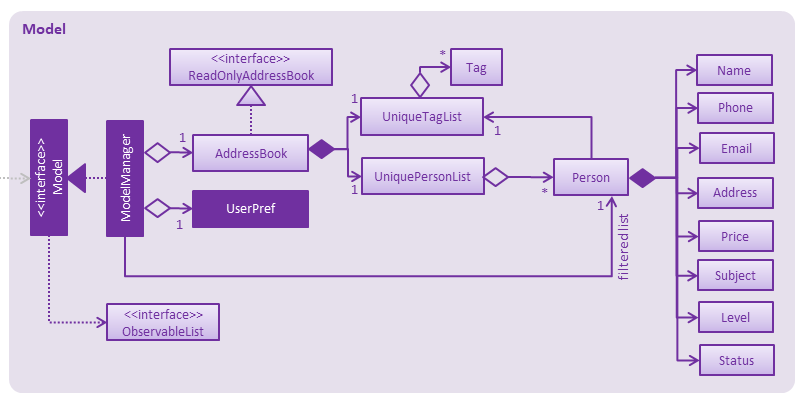 Model
<<interface>>
ReadOnlyAddressBook
*
Tag
Name
1
UniqueTagList
Phone
<<interface>>
Model
ModelManager
1
AddressBook
1
Email
1
UniquePersonList
*
Person
Address
1
UserPref
1
filtered list
Price
Subject
<<interface>>
ObservableList
Level
Status